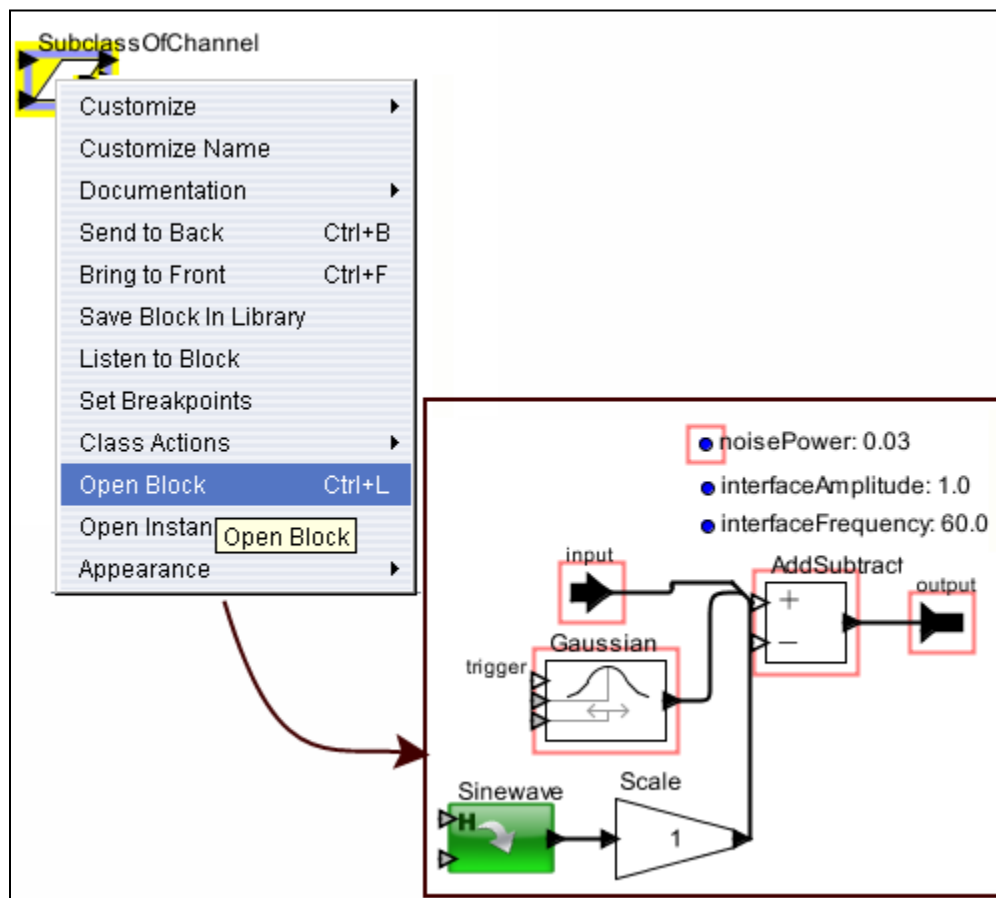 SubclassOfChannel
Customize
Customize Name
Documentation
Send to Back Ctrl+B
Bring to Front Ctrl+F
Save Block In Library
Listen to Block
Set Breakpoints
Class Actions
Open Block Ctrl+L
Open Instan
Open Block
Appearance
noisePower: 0.03
interfaceAmplitude: 1.0
interfaceFrequency: 60.0
input
AddSubtract
output
+
−
Gaussian
trigger
Sinewave
H
Scale
1